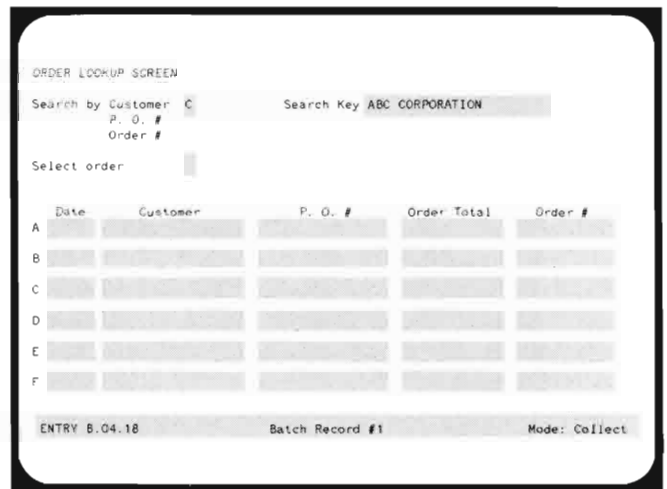 ORDER LOOKUP SCREEN
Search by Customer C Search Key ABC CORPORATION
P. O. #
Order #
Select order
Date Customer P. O. # Order Total Order #
A
B
C
D
E
F
ENTRY B.04.18 Batch Record #1 Mode: Collect